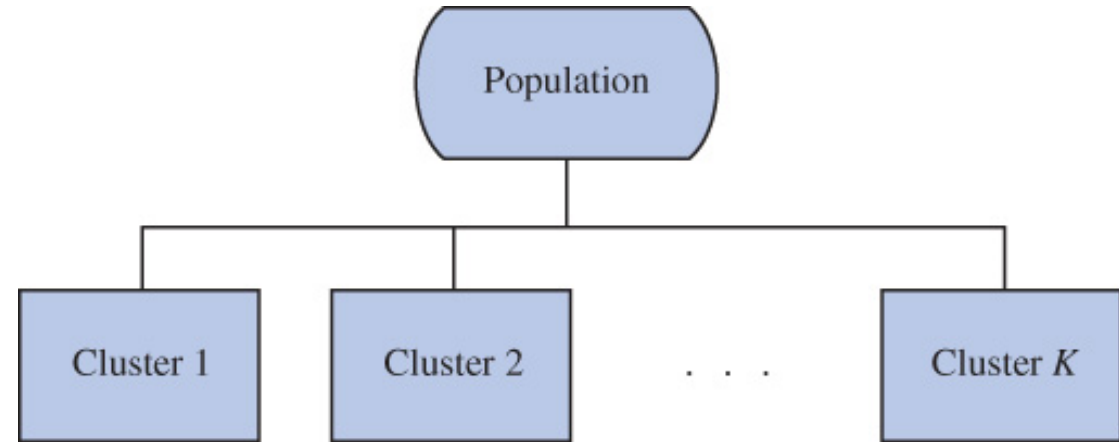 Population
Cluster 1
Cluster 2
. . .
Cluster K